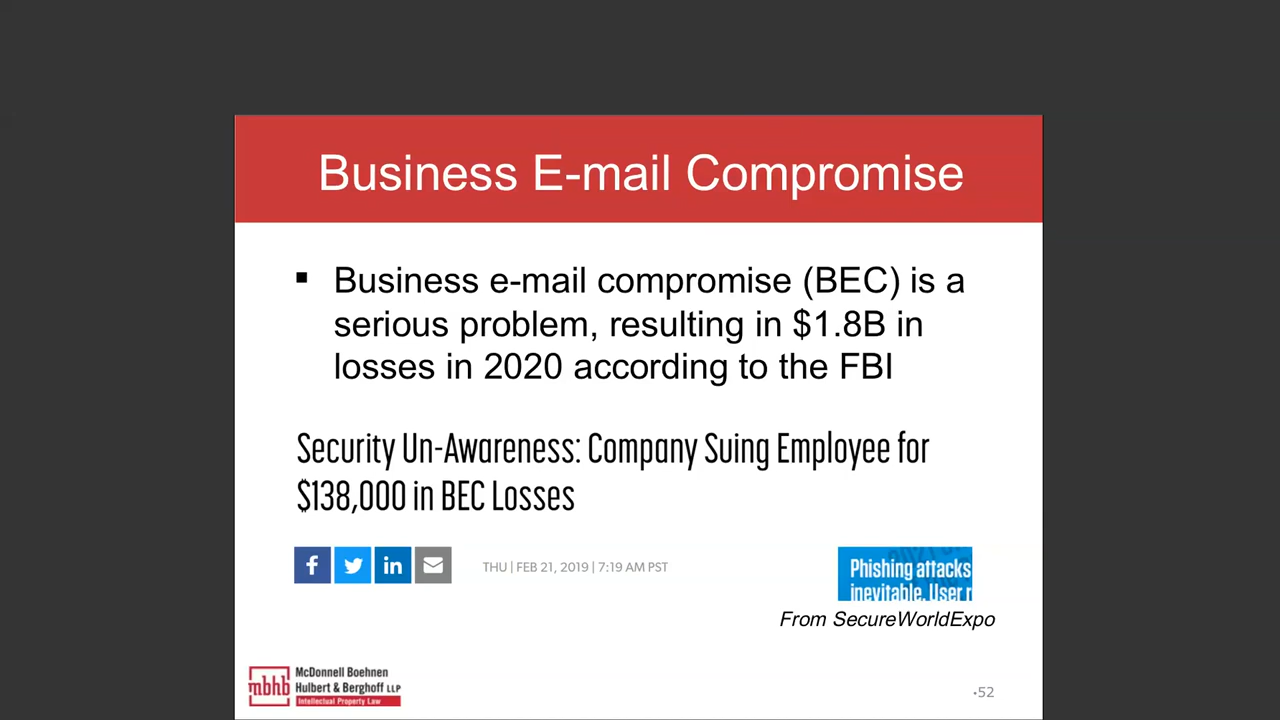 Business E-mail Compromise
▪ Business e-mail compromise (BEC) is a
serious problem, resulting in $1.8B in
losses in 2020 according to the FBI
Security Un-Awareness: Company Suing Employee for
$138,000 in BEC Losses
THU | FEB 21, 2019 | 7:19 AM PST
Phishing attacks
inevitable. User r
From SecureWorldExpo
mbhb
McDonnell Boehnen
Hulbert & Berghoff LLP
Intellectual Property Law
•52